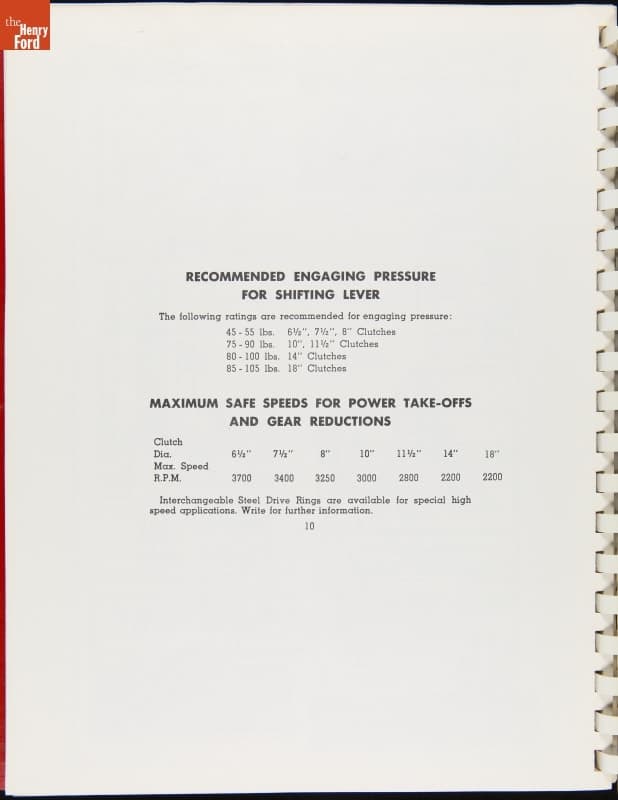 the
Henry
Ford
RECOMMENDED ENGAGING PRESSURE
FOR SHIFTING LEVER
The following ratings are recommended for engaging pressure:
45 - 55 lbs. 6½", 7½", 8" Clutches
75 - 90 lbs. 10", 11½" Clutches
80 - 100 lbs. 14" Clutches
85 - 105 lbs. 18" Clutches
MAXIMUM SAFE SPEEDS FOR POWER TAKE-OFFS
AND GEAR REDUCTIONS
Clutch
Dia. 6½" 7½" 8" 10" 11½" 14" 18"
Max. Speed
R.P.M. 3700 3400 3250 3000 2800 2200 2200
Interchangeable Steel Drive Rings are available for special high
speed applications. Write for further information.
10